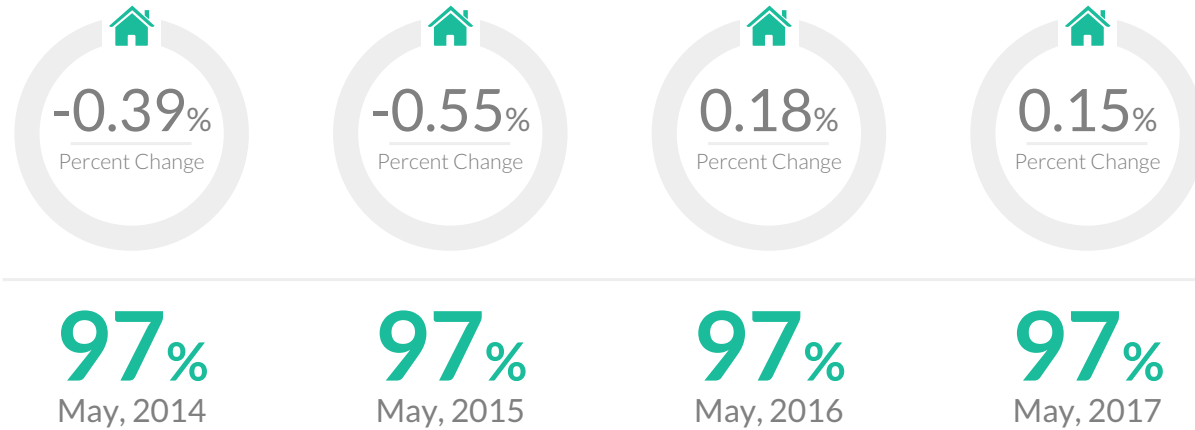 -0.39%
Percent Change
-0.55%
Percent Change
0.18%
Percent Change
0.15%
Percent Change
97%
May, 2014
97%
May, 2015
97%
May, 2016
97%
May, 2017